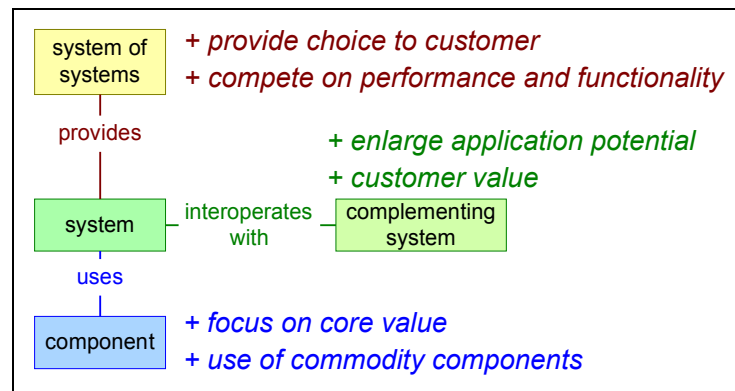 system of
systems
+ provide choice to customer
+ compete on performance and functionality
provides
+ enlarge application potential
+ customer value
system
interoperates
with
complementing
system
uses
component
+ focus on core value
+ use of commodity components